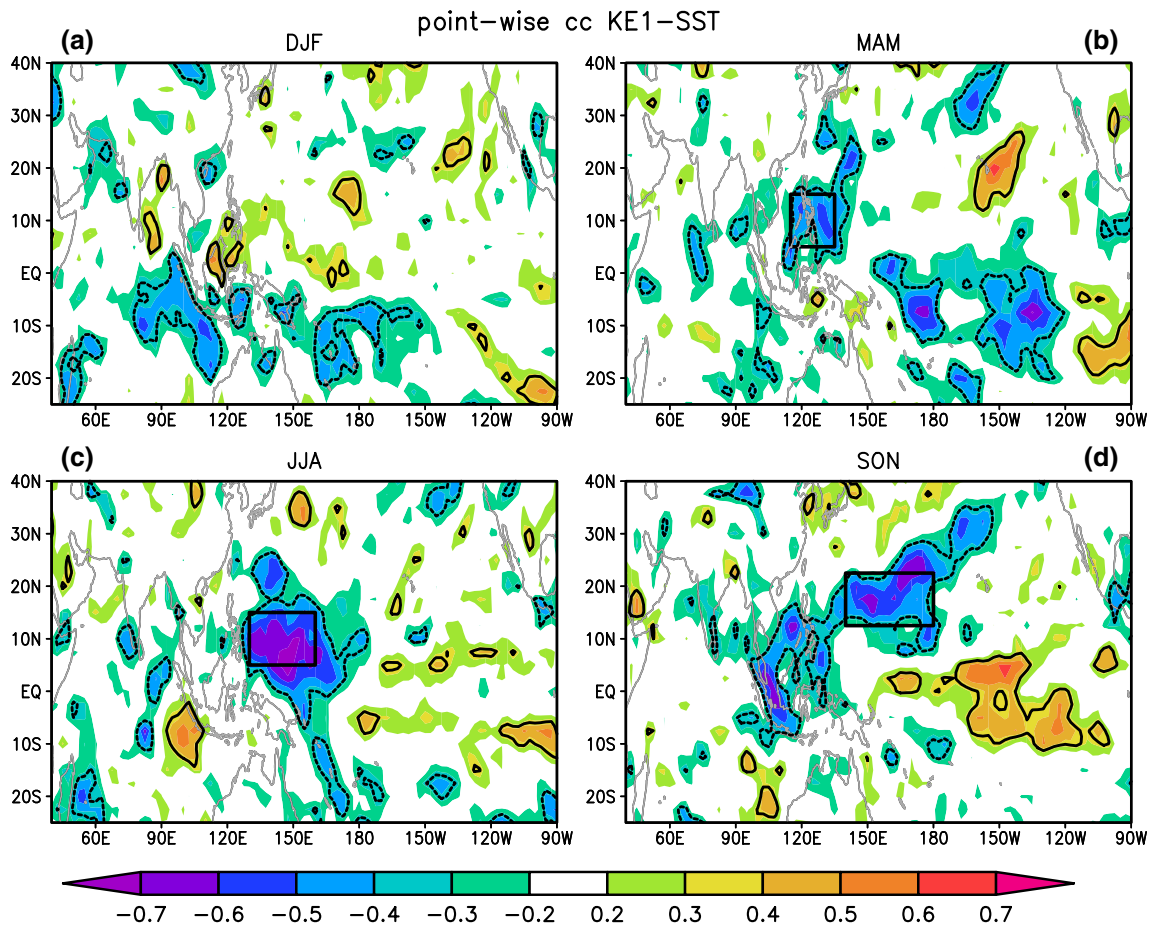 point-wise cc KE1-SST
(a) DJF MAM (b)
40N 40N
30N 30N
20N 20N
10N 10N
EQ EQ
10S 10S
20S 20S
60E 90E 120E 150E 180 150W 120W 90W 60E 90E 120E 150E 180 150W 120W 90W
(c) JJA SON (d)
40N 40N
30N 30N
20N 20N
10N 10N
EQ EQ
10S 10S
20S 20S
60E 90E 120E 150E 180 150W 120W 90W 60E 90E 120E 150E 180 150W 120W 90W
-0.7 -0.6 -0.5 -0.4 -0.3 -0.2 0.2 0.3 0.4 0.5 0.6 0.7